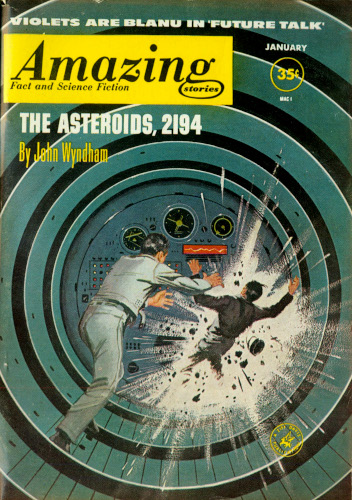 VIOLETS ARE BLANU IN 'FUTURE TALK'
JANUARY
Amazing
stories
Fact and Science Fiction
35¢
MAC I
THE ASTEROIDS, 2194
By John Wyndham